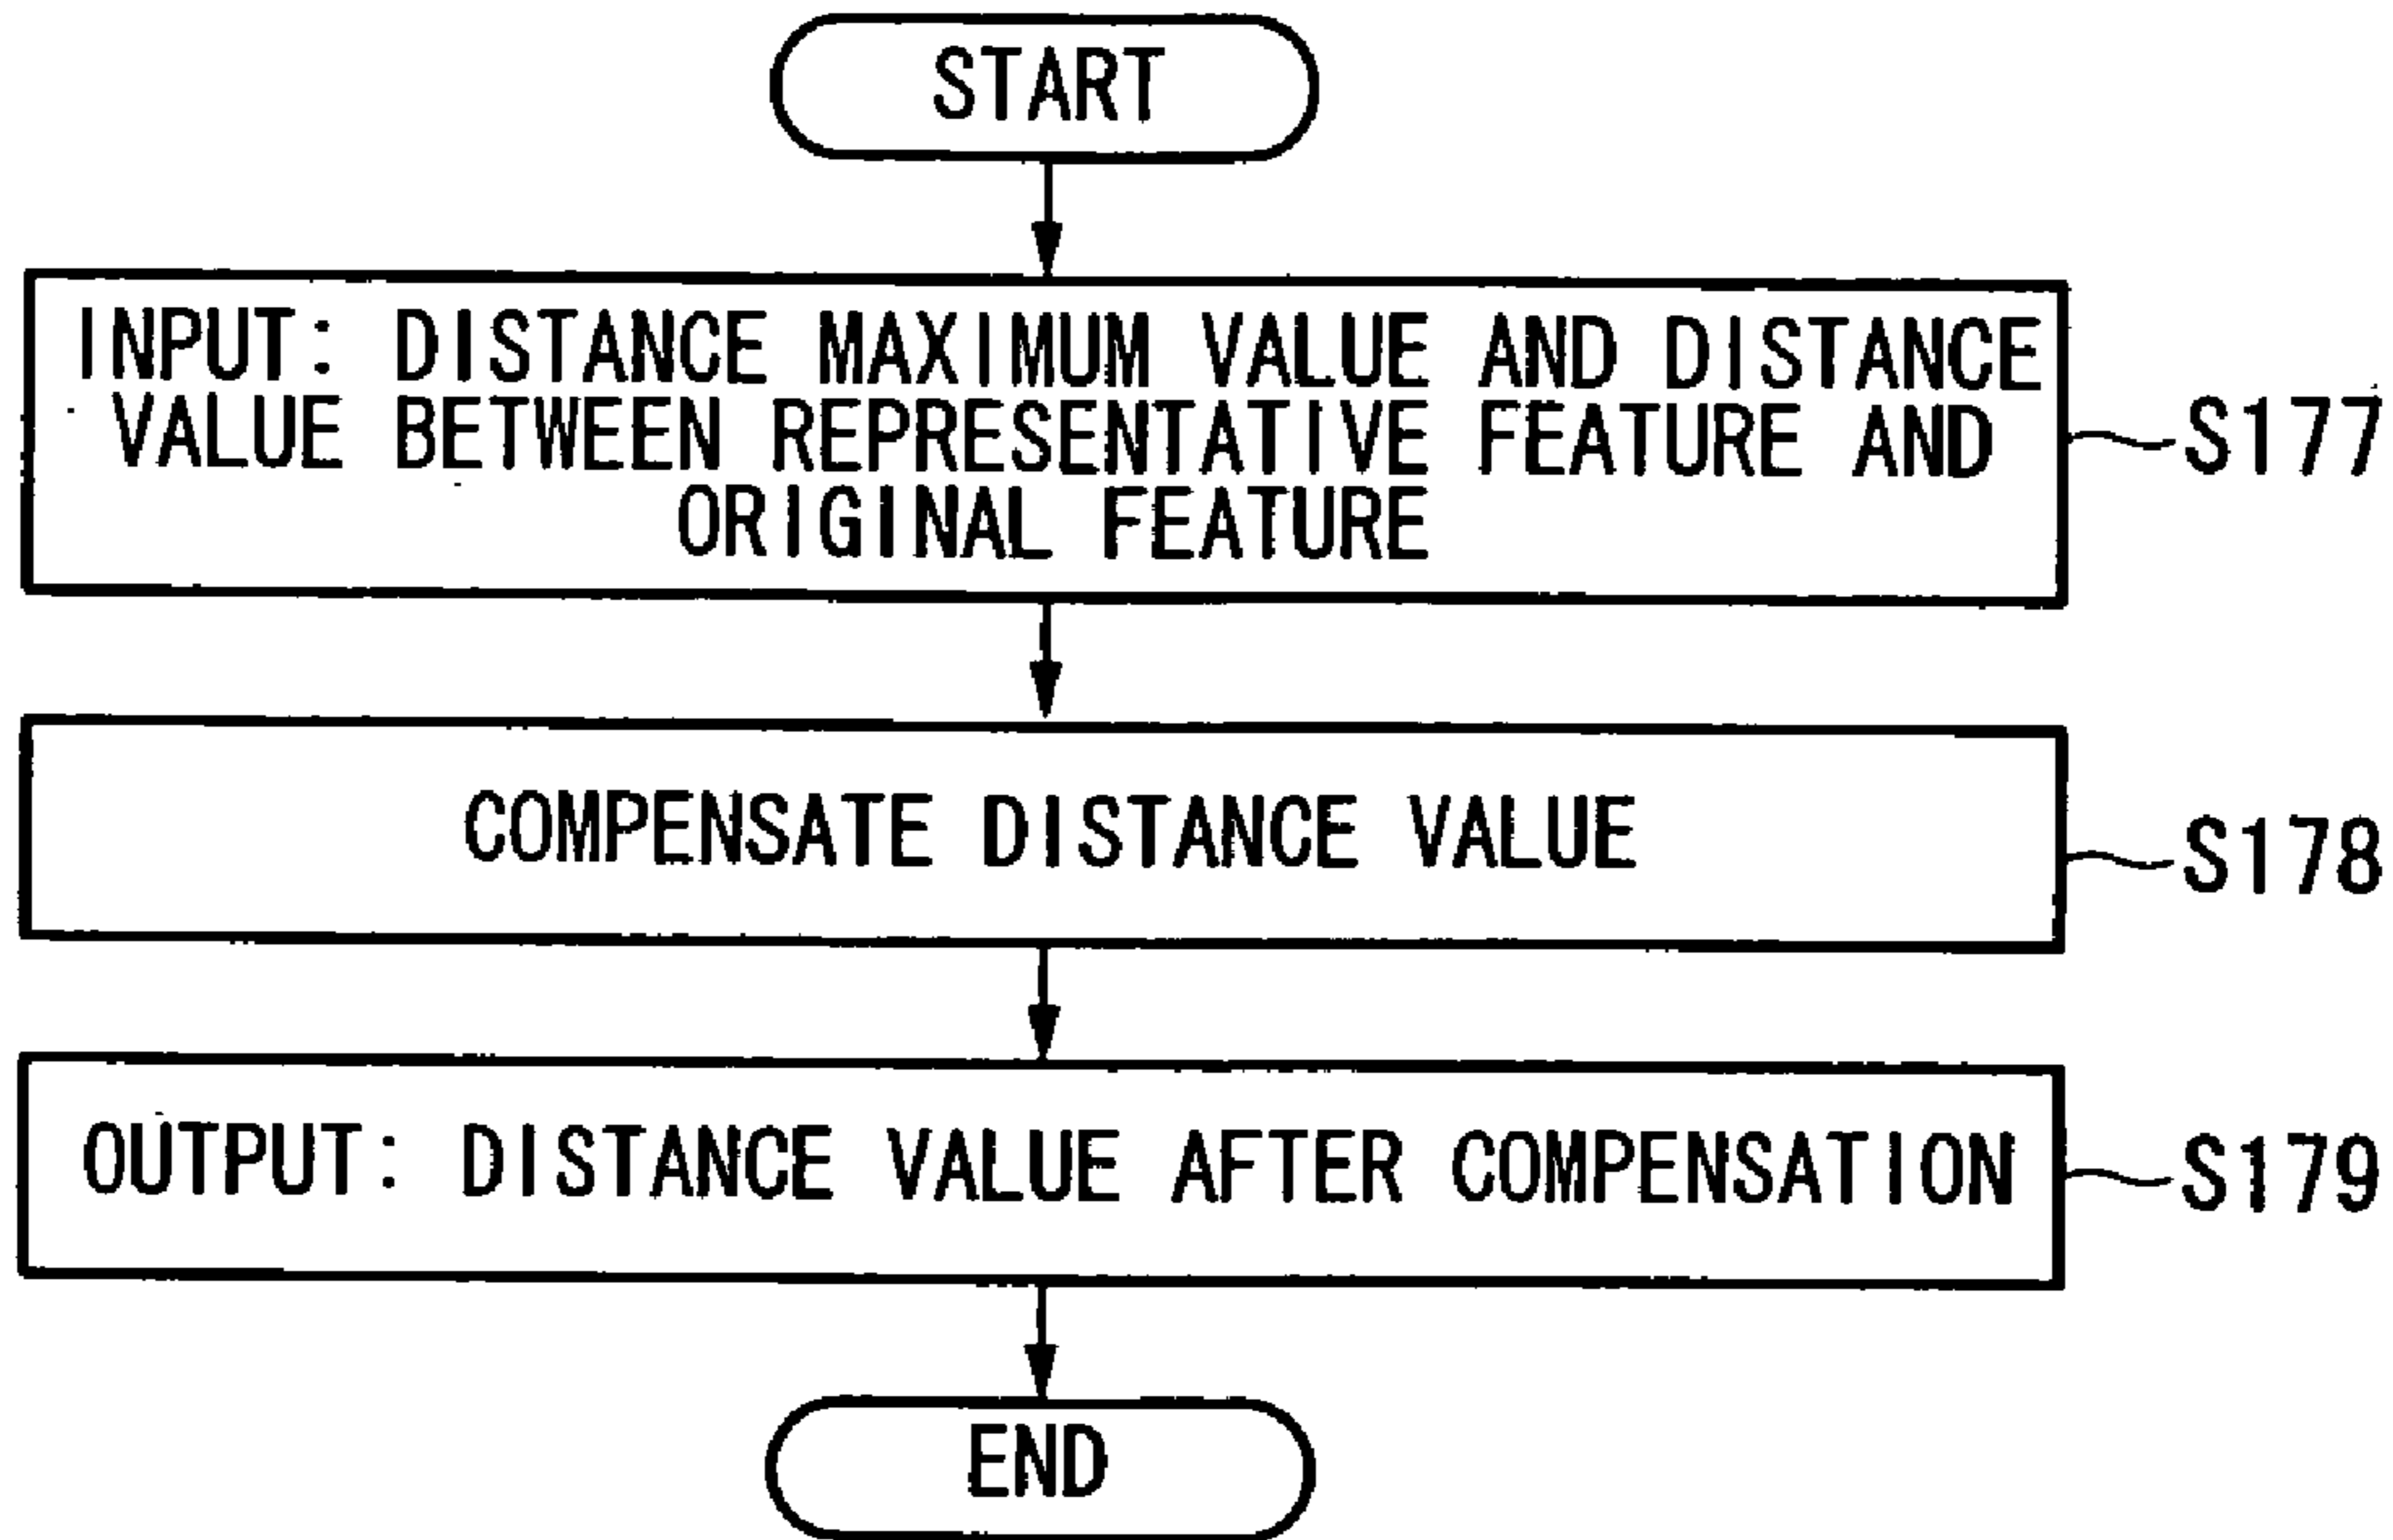 START
INPUT: DISTANCE MAXIMUM VALUE AND DISTANCE
VALUE BETWEEN REPRESENTATIVE FEATURE AND
ORIGINAL FEATURE
S177
COMPENSATE DISTANCE VALUE
S178
OUTPUT: DISTANCE VALUE AFTER COMPENSATION
S179
END